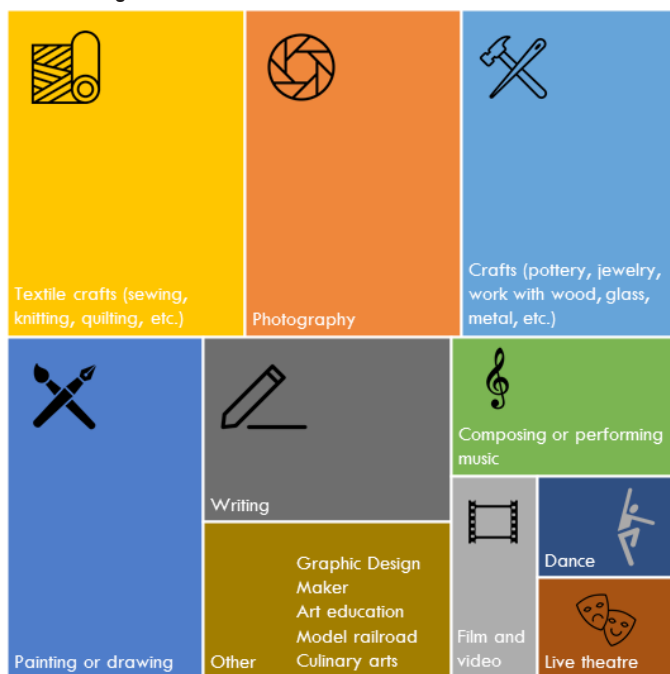 Textile crafts (sewing,
knitting, quilting, etc.)
Photography
Crafts (pottery, jewelry,
work with wood, glass,
metal, etc.)
Painting or drawing
Writing
Other
Graphic Design
Maker
Art education
Model railroad
Culinary arts
Composing or performing
music
Film and
video
Dance
Live theatre